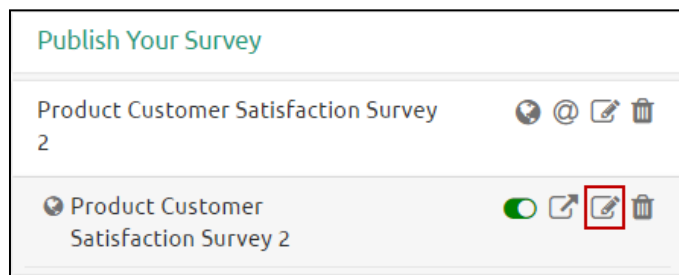 Publish Your Survey
Product Customer Satisfaction Survey
2
Product Customer
Satisfaction Survey 2